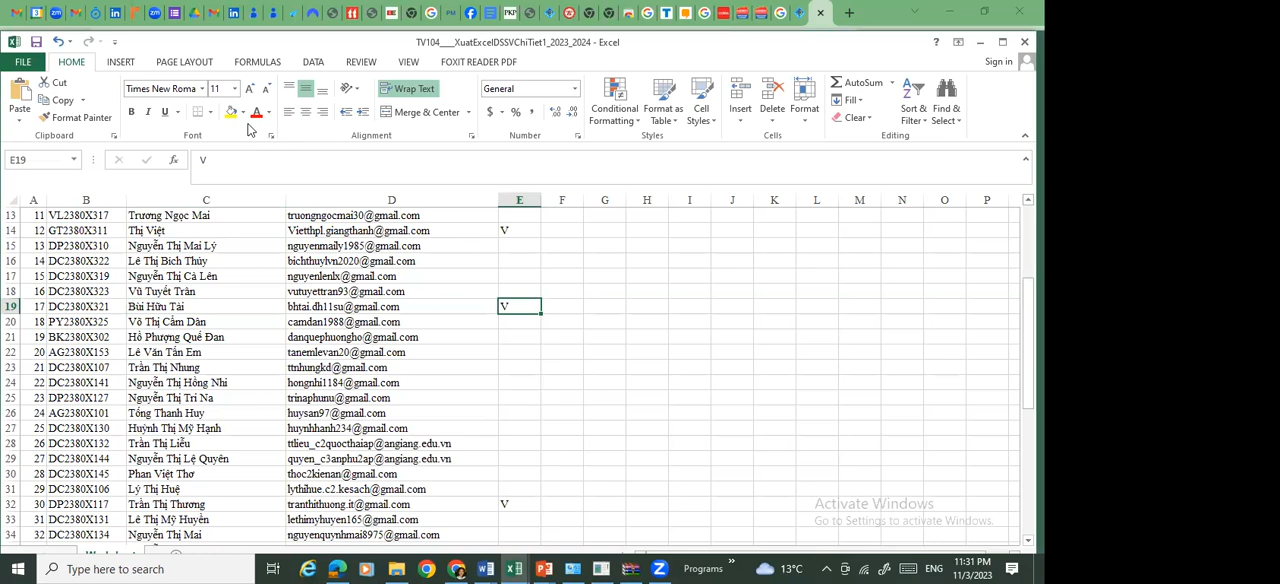 TV104___XuatExcelDSSVChiTiet1_2023_2024 - Excel
FILE HOME INSERT PAGE LAYOUT FORMULAS DATA REVIEW VIEW FOXIT READER PDF Sign in
Cut
Copy
Format Painter
Paste
Clipboard
Times New Roma 11
B I U
Font
Wrap Text
Merge & Center
Alignment
General
$ % ,
Number
Conditional Formatting
Format as Table
Cell Styles
Styles
Insert Delete Format
Cells
AutoSum
Fill
Clear
Sort & Filter
Find & Select
Editing
E19 V
A B C D E F G H I J K L M N O P
13 11 VL2380X317 Trương Ngọc Mai truongngocmai30@gmail.com
14 12 GT2380X311 Thị Việt Vietthpl.giangthanh@gmail.com V
15 13 DP2380X310 Nguyễn Thị Mai Lý nguyenmaily1985@gmail.com
16 14 DC2380X322 Lê Thị Bích Thủy bichthuylvn2020@gmail.com
17 15 DC2380X319 Nguyễn Thị Cà Lên nguyenlenlx@gmail.com
18 16 DC2380X323 Vũ Tuyết Trân vutuyettran93@gmail.com
19 17 DC2380X321 Bùi Hữu Tài bhtai.dh11su@gmail.com V
20 18 PY2380X325 Võ Thị Cẩm Dân camdan1988@gmail.com
21 19 BK2380X302 Hồ Phượng Quế Đan danquephuongho@gmail.com
22 20 AG2380X153 Lê Văn Tấn Em tanemlevan20@gmail.com
23 21 DC2380X107 Trần Thị Nhung ttnhungkd@gmail.com
24 22 DC2380X141 Nguyễn Thị Hồng Nhi hongnhi1184@gmail.com
25 23 DP2380X127 Nguyễn Thị Tri Na trinaphunu@gmail.com
26 24 AG2380X101 Tống Thanh Huy huysan97@gmail.com
27 25 DC2380X130 Huỳnh Thị Mỹ Hạnh huynhhanh234@gmail.com
28 26 DC2380X132 Trần Thị Liễu ttlieu_c2quocthaiap@angiang.edu.vn
29 27 DC2380X144 Nguyễn Thị Lệ Quyên quyen_c3anphu2ap@angiang.edu.vn
30 28 DC2380X145 Phan Việt Thơ thoc2kienan@gmail.com
31 29 DC2380X106 Lý Thị Huệ lythihue.c2.kesach@gmail.com
32 30 DP2380X117 Trần Thị Thương tranthithuong.it@gmail.com V
33 31 DC2380X131 Lê Thị Mỹ Huyền lethimyhuyen165@gmail.com
34 32 DC2380X134 Nguyễn Thị Mai nguyenquynhmai8975@gmail.com
Activate Windows
Go to Settings to activate Windows.
Type here to search
Programs
13°C
ENG
11:31 PM
11/3/2023